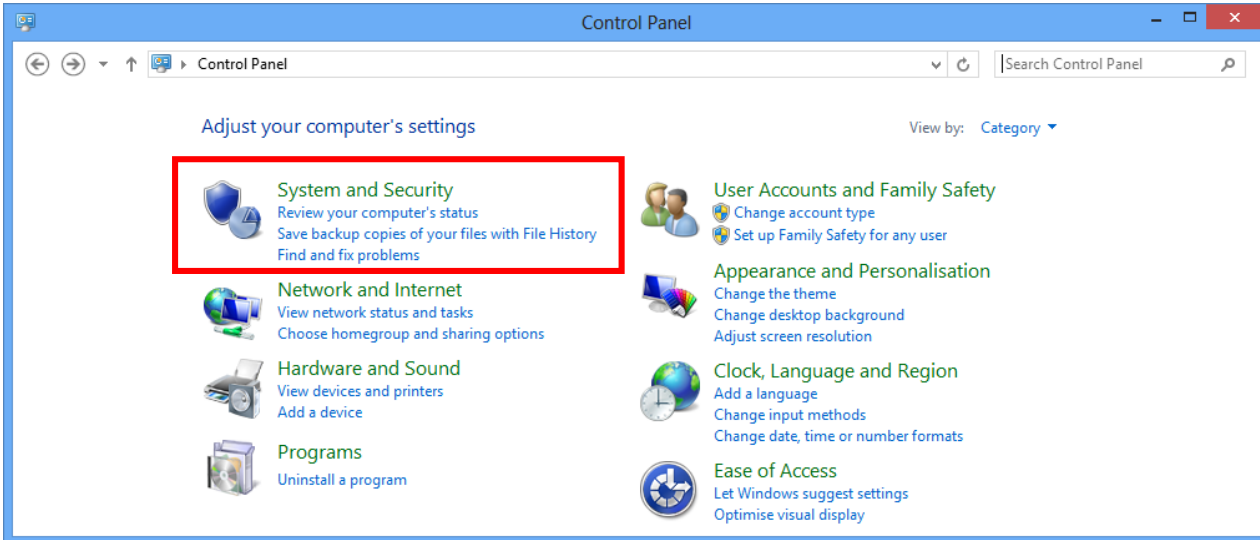 Control Panel
Control Panel
Search Control Panel
Adjust your computer's settings
View by: Category
System and Security
Review your computer's status
Save backup copies of your files with File History
Find and fix problems
Network and Internet
View network status and tasks
Choose homegroup and sharing options
Hardware and Sound
View devices and printers
Add a device
Programs
Uninstall a program
User Accounts and Family Safety
Change account type
Set up Family Safety for any user
Appearance and Personalisation
Change the theme
Change desktop background
Adjust screen resolution
Clock, Language and Region
Add a language
Change input methods
Change date, time or number formats
Ease of Access
Let Windows suggest settings
Optimise visual display